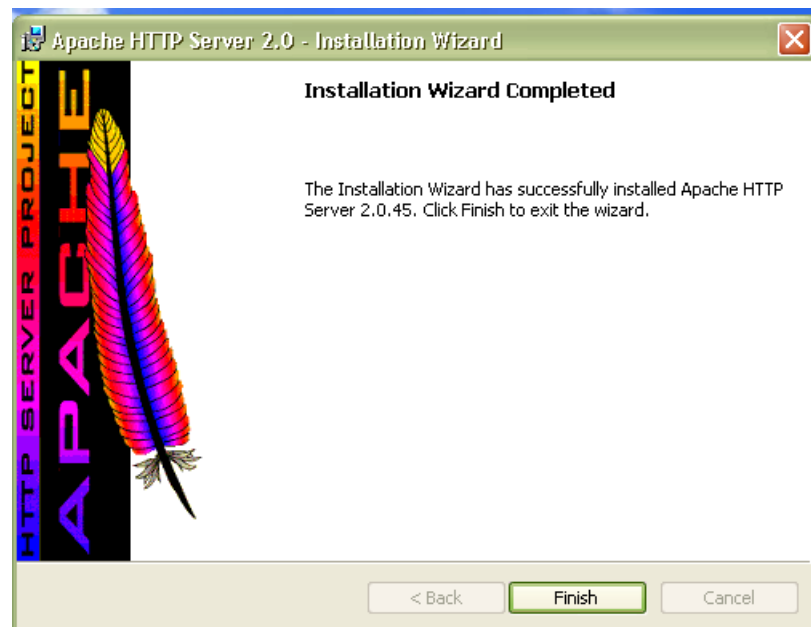 Apache HTTP Server 2.0 - Installation Wizard
HTTP SERVER PROJECT
APACHE
Installation Wizard Completed
The Installation Wizard has successfully installed Apache HTTP
Server 2.0.45. Click Finish to exit the wizard.
< Back
Finish
Cancel